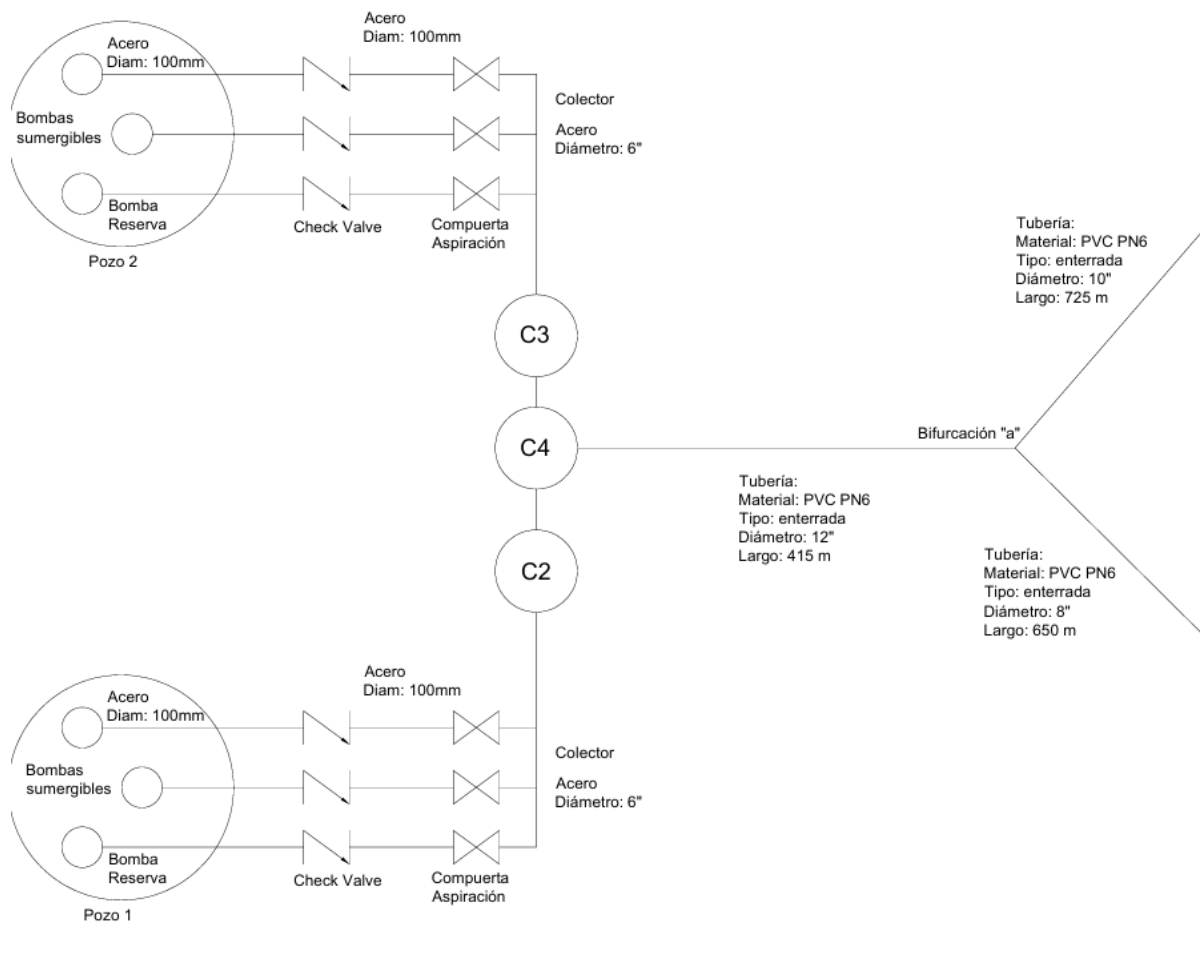 Acero
Diam: 100mm
Acero
Diam: 100mm
Bombas
sumergibles
Bomba
Reserva
Pozo 2
Check Valve
Compuerta
Aspiración
Colector
Acero
Diámetro: 6"
C3
C4
C2
Bifurcación "a"
Tubería:
Material: PVC PN6
Tipo: enterrada
Diámetro: 10"
Largo: 725 m
Tubería:
Material: PVC PN6
Tipo: enterrada
Diámetro: 12"
Largo: 415 m
Tubería:
Material: PVC PN6
Tipo: enterrada
Diámetro: 8"
Largo: 650 m
Acero
Diam: 100mm
Acero
Diam: 100mm
Bombas
sumergibles
Bomba
Reserva
Pozo 1
Check Valve
Compuerta
Aspiración
Colector
Acero
Diámetro: 6"